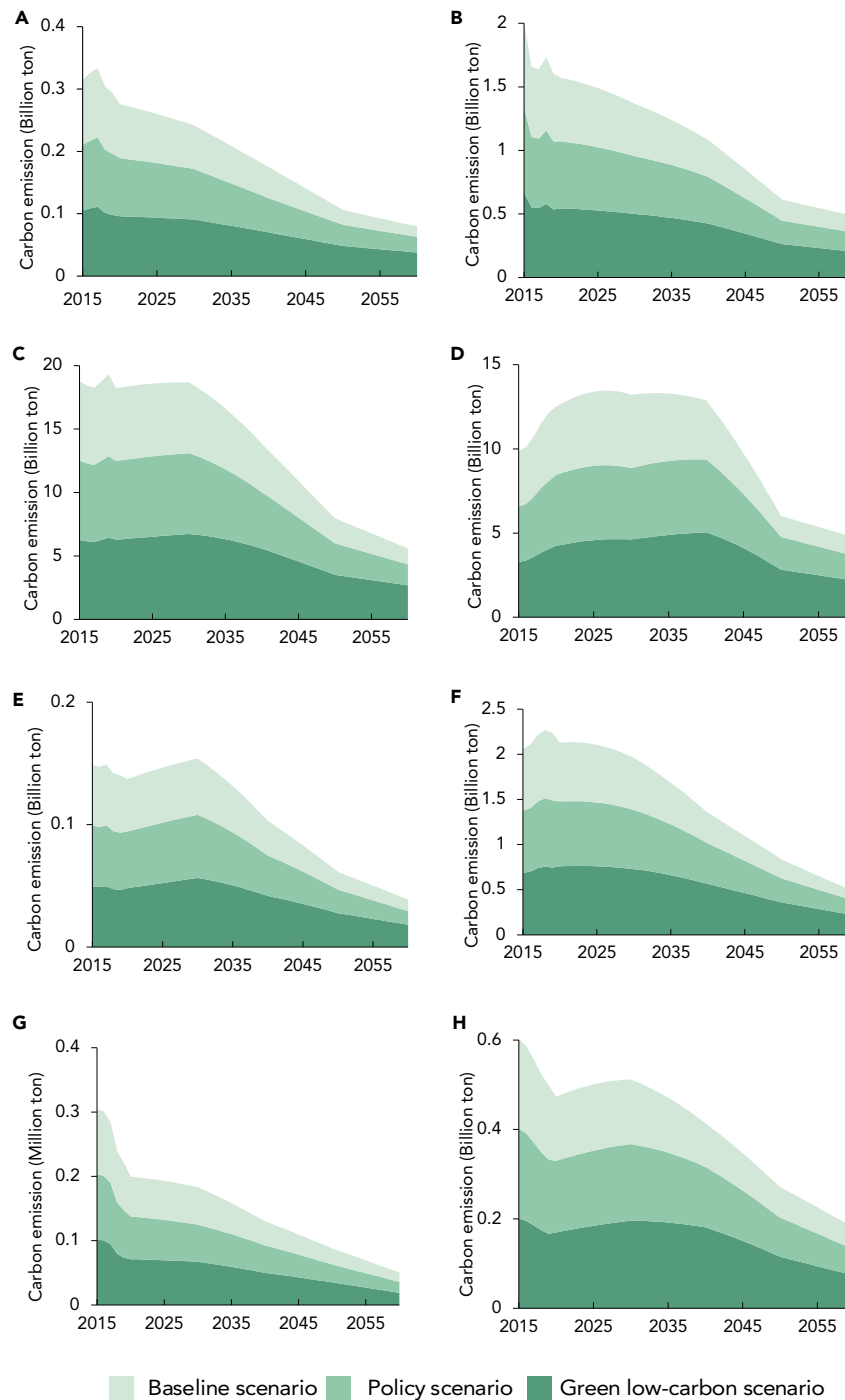 A
Carbon emission (Billion ton)
0.4
0.3
0.2
0.1
0
2015 2025 2035 2045 2055
B
Carbon emission (Billion ton)
2
1.5
1
0.5
0
2015 2025 2035 2045 2055
C
Carbon emission (Billion ton)
20
15
10
5
0
2015 2025 2035 2045 2055
D
Carbon emission (Billion ton)
15
10
5
0
2015 2025 2035 2045 2055
E
Carbon emission (Billion ton)
0.2
0.1
0
2015 2025 2035 2045 2055
F
Carbon emission (Billion ton)
2.5
2
1.5
1
0.5
0
2015 2025 2035 2045 2055
G
Carbon emission (Million ton)
0.4
0.3
0.2
0.1
0
2015 2025 2035 2045 2055
H
Carbon emission (Billion ton)
0.6
0.4
0.2
0
2015 2025 2035 2045 2055
Baseline scenario Policy scenario Green low-carbon scenario